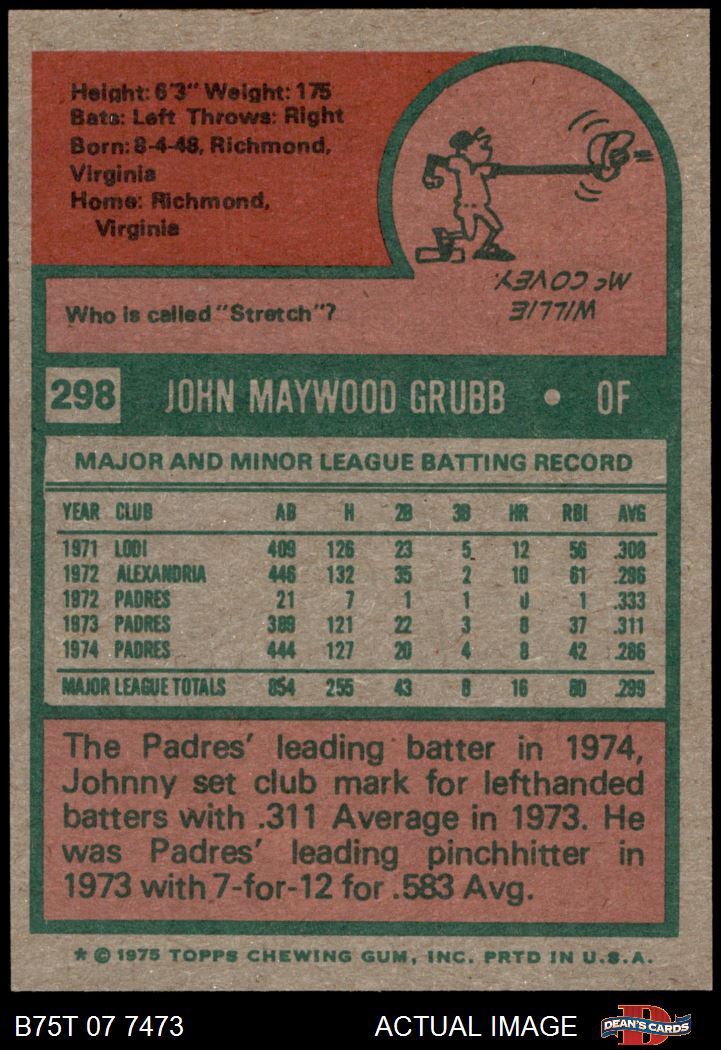 Height: 6'3" Weight: 175
Bats: Left Throws: Right
Born: 8-4-48, Richmond,
Virginia
Home: Richmond,
Virginia
Who is called "Stretch"?
WILLIE
McCOVEY.
298 JOHN MAYWOOD GRUBB • OF
MAJOR AND MINOR LEAGUE BATTING RECORD
YEAR CLUB AB H 2B 3B HR RBI AVG
1971 LODI 409 126 23 5 12 56 .308
1972 ALEXANDRIA 446 132 35 2 10 61 .296
1972 PADRES 21 7 1 1 0 1 .333
1973 PADRES 389 121 22 3 8 37 .311
1974 PADRES 444 127 20 4 8 42 .286
MAJOR LEAGUE TOTALS 854 255 43 8 16 80 .299
The Padres' leading batter in 1974,
Johnny set club mark for lefthanded
batters with .311 Average in 1973. He
was Padres' leading pinchhitter in
1973 with 7-for-12 for .583 Avg.
* © 1975 TOPPS CHEWING GUM, INC. PRTD IN U.S.A.
B75T 07 7473 ACTUAL IMAGE DEAN'S CARDS